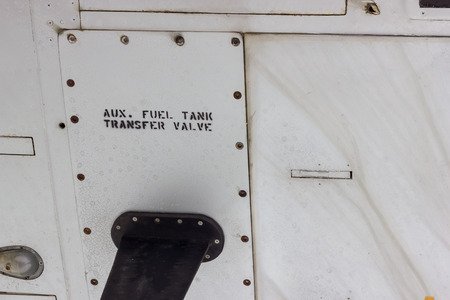 AUX. FUEL TANK
TRANSFER VALVE